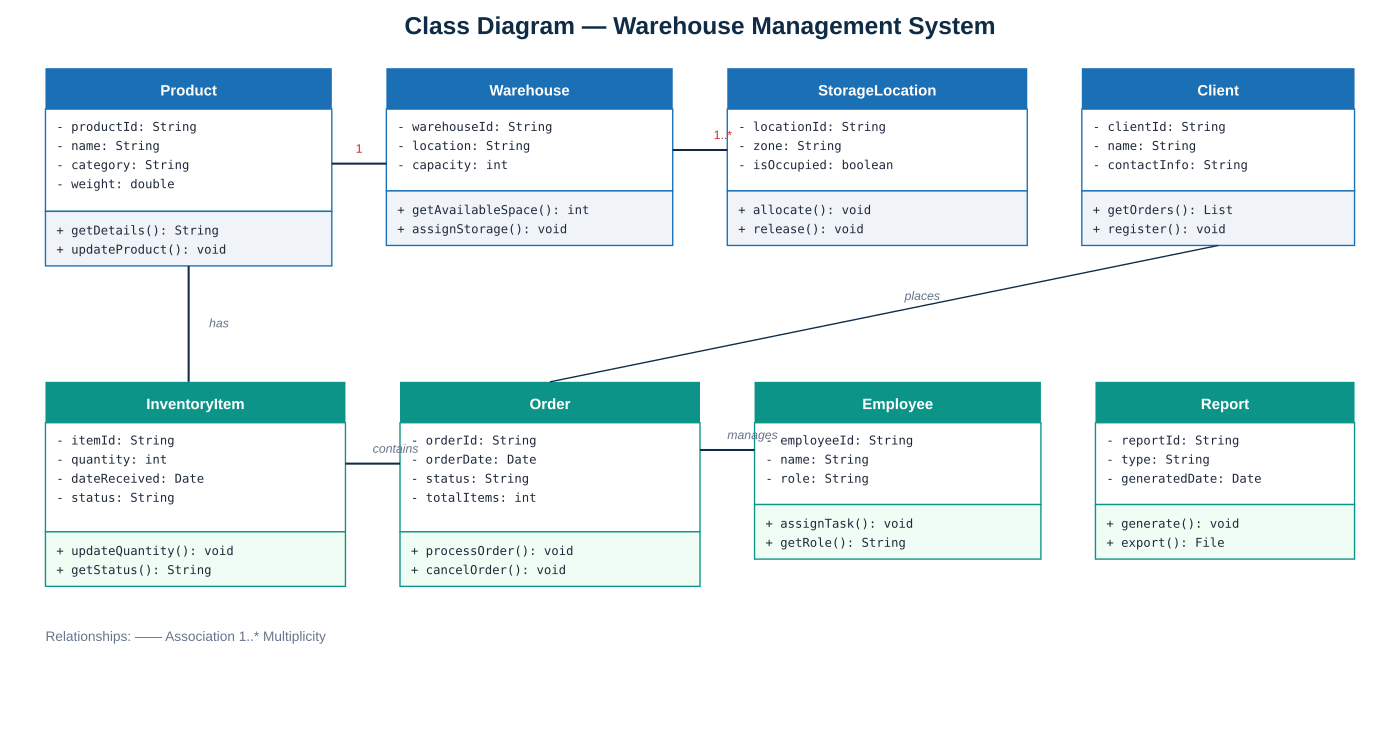 Class Diagram — Warehouse Management System
Product
- productId: String
- name: String
- category: String
- weight: double
+ getDetails(): String
+ updateProduct(): void
1
Warehouse
- warehouseId: String
- location: String
- capacity: int
+ getAvailableSpace(): int
+ assignStorage(): void
1..*
StorageLocation
- locationId: String
- zone: String
- isOccupied: boolean
+ allocate(): void
+ release(): void
Client
- clientId: String
- name: String
- contactInfo: String
+ getOrders(): List
+ register(): void
has
places
InventoryItem
- itemId: String
- quantity: int
- dateReceived: Date
- status: String
+ updateQuantity(): void
+ getStatus(): String
contains
Order
- orderId: String
- orderDate: Date
- status: String
- totalItems: int
+ processOrder(): void
+ cancelOrder(): void
manages
Employee
- employeeId: String
- name: String
- role: String
+ assignTask(): void
+ getRole(): String
Report
- reportId: String
- type: String
- generatedDate: Date
+ generate(): void
+ export(): File
Relationships: —— Association 1..* Multiplicity